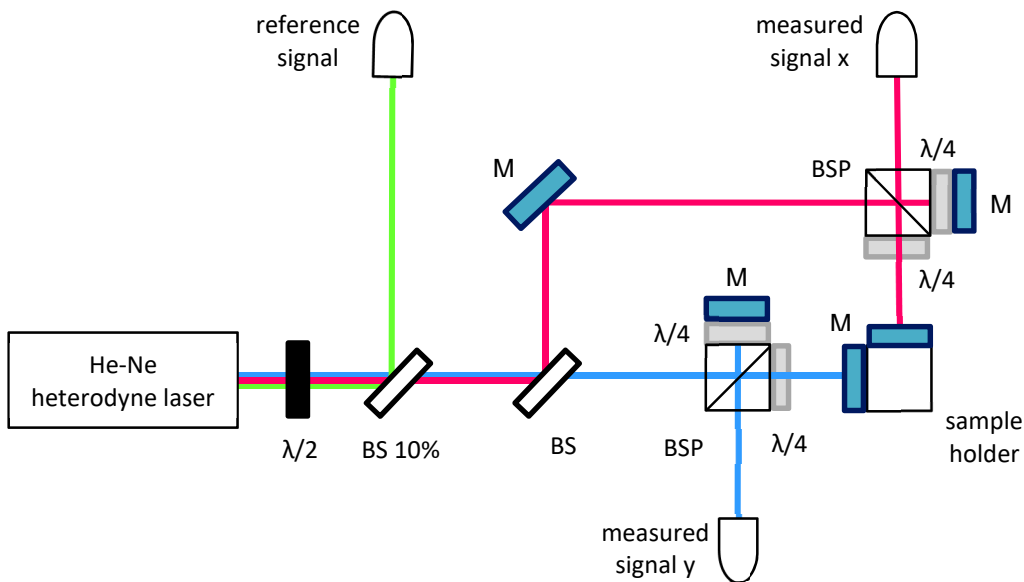 reference
signal
measured
signal x
λ/4
BSP
M
M
λ/4
M
λ/4
M
He-Ne
heterodyne laser
λ/2
BS 10%
BS
BSP
λ/4
sample
holder
measured
signal y